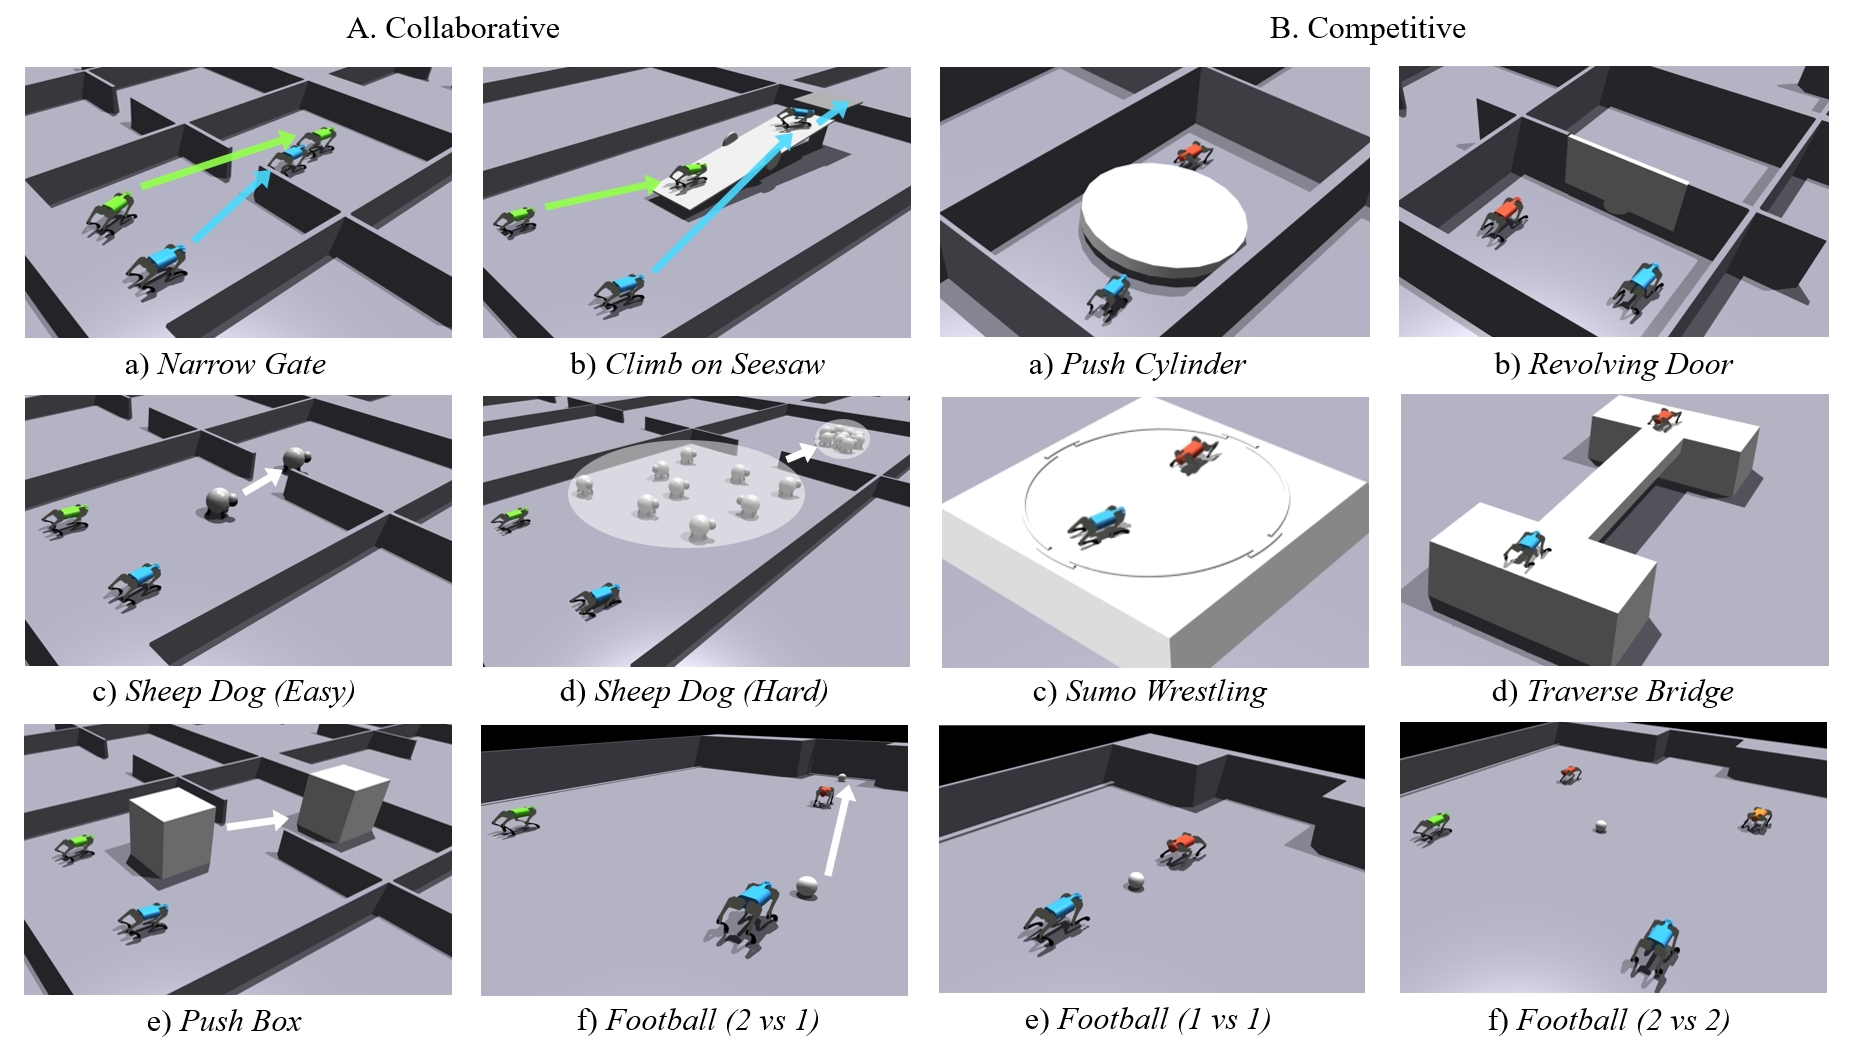 A. Collaborative
B. Competitive
a) Narrow Gate
b) Climb on Seesaw
a) Push Cylinder
b) Revolving Door
c) Sheep Dog (Easy)
d) Sheep Dog (Hard)
c) Sumo Wrestling
d) Traverse Bridge
e) Push Box
f) Football (2 vs 1)
e) Football (1 vs 1)
f) Football (2 vs 2)